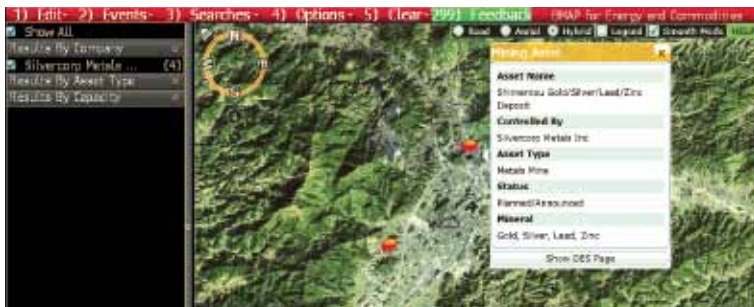 1) Edit- 2) Events- 3) Searches- 4) Options- 5) Clear- 299) Feedback BMAP for Energy and Commodities
Show All
Road Aerial Hybrid Legend Smooth Mode
Results By Company
Silvercorp Metals ... (4)
Results By Asset Type
Results By Capacity
N
Mining Asset x
Asset Name
Gold/Silver/Lead/Zinc
Deposit
Controlled By
Silvercorp Metals Inc
Asset Type
Metals Mine
Status
Planned/Announced
Mineral
Gold, Silver, Lead, Zinc
Show DES Page